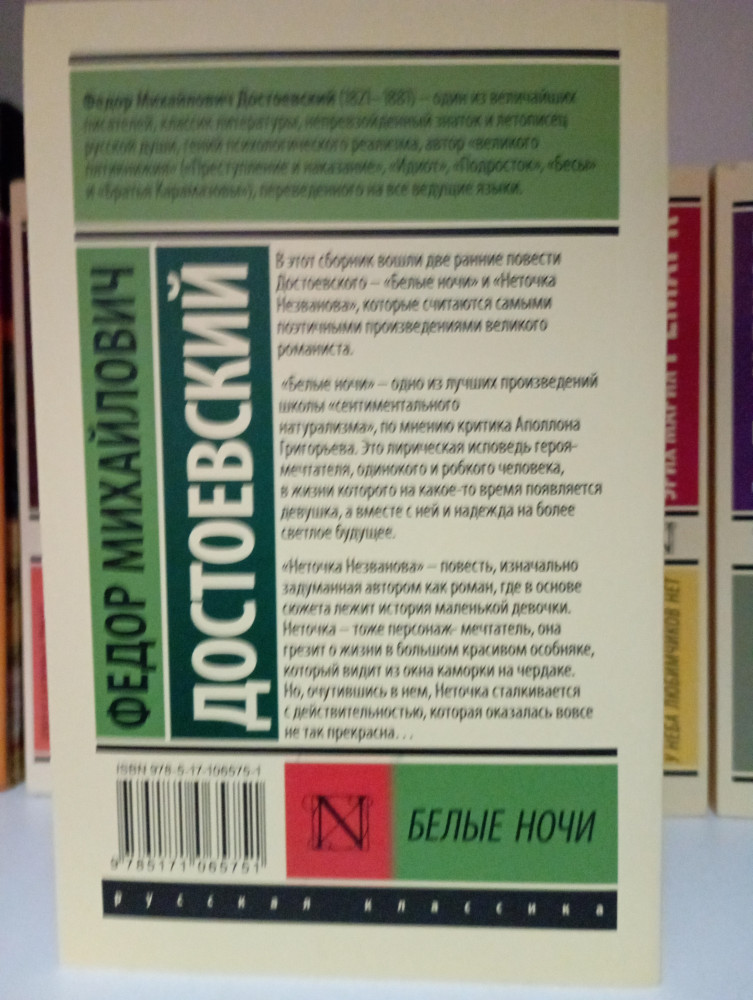 Федор Михайлович Достоевский (1821–1881) – один из величайших
писателей, классик литературы, непревзойденный знаток и летописец
русской души, гений психологического реализма, автор «великого
пятикнижия» («Преступление и наказание», «Идиот», «Подросток», «Бесы»
и «Братья Карамазовы»), переведенного на все ведущие языки.
ФЕДОР МИХАЙЛОВИЧ
ДОСТОЕВСКИЙ
В этот сборник вошли две ранние повести
Достоевского – «Белые ночи» и «Неточка
Незванова», которые считаются самыми
поэтичными произведениями великого
романиста.
«Белые ночи» – одно из лучших произведений
школы «сентиментального
натурализма», по мнению критика Аполлона
Григорьева. Это лирическая исповедь героя-
мечтателя, одинокого и робкого человека,
в жизни которого на какое-то время появляется
девушка, а вместе с ней и надежда на более
светлое будущее.
«Неточка Незванова» – повесть, изначально
задуманная автором как роман, где в основе
сюжета лежит история маленькой девочки.
Неточка – тоже персонаж- мечтатель, она
грезит о жизни в большом красивом особняке,
который видит из окна каморки на чердаке.
Но, очутившись в нем, Неточка сталкивается
с действительностью, которая оказалась вовсе
не так прекрасна...
ISBN 978-5-17-106575-1
9 785171 065751
N
БЕЛЫЕ НОЧИ
русская классика
ЭРИХ МАРИЯ РЕМАРК
У НЕБА ЛЮБИМЧИКОВ НЕТ